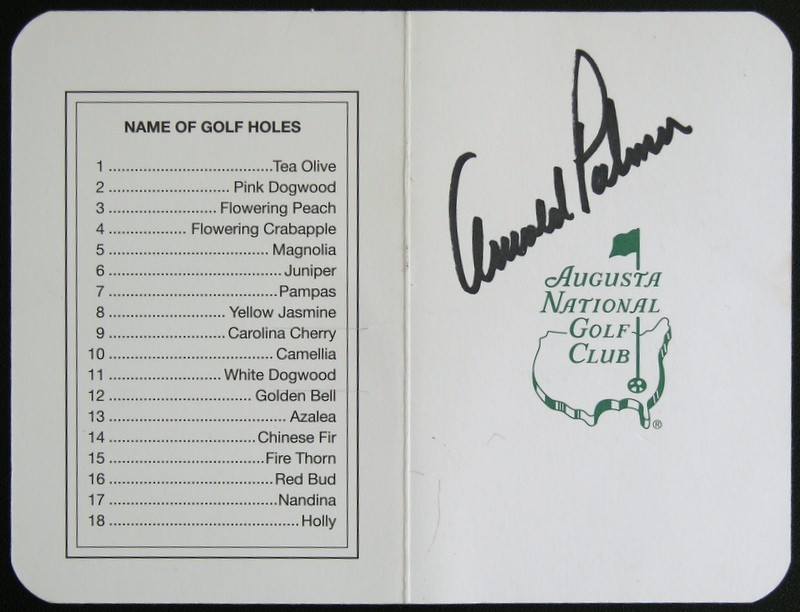 NAME OF GOLF HOLES
1 ................................................Tea Olive
2 ................................... Pink Dogwood
3 ................................ Flowering Peach
4 .................. Flowering Crabapple
5 ......................................... Magnolia
6 ............................................ Juniper
7 ...........................................Pampas
8 .............................. Yellow Jasmine
9 .............................. Carolina Cherry
10 .......................................... Camellia
11 ............................. White Dogwood
12 ..................................... Golden Bell
13 .............................................. Azalea
14 ......................................Chinese Fir
15 ........................................Fire Thorn
16 ..........................................Red Bud
17 ...........................................Nandina
18 .................................................Holly
Arnold Palmer
AUGUSTA
NATIONAL
GOLF
CLUB
®